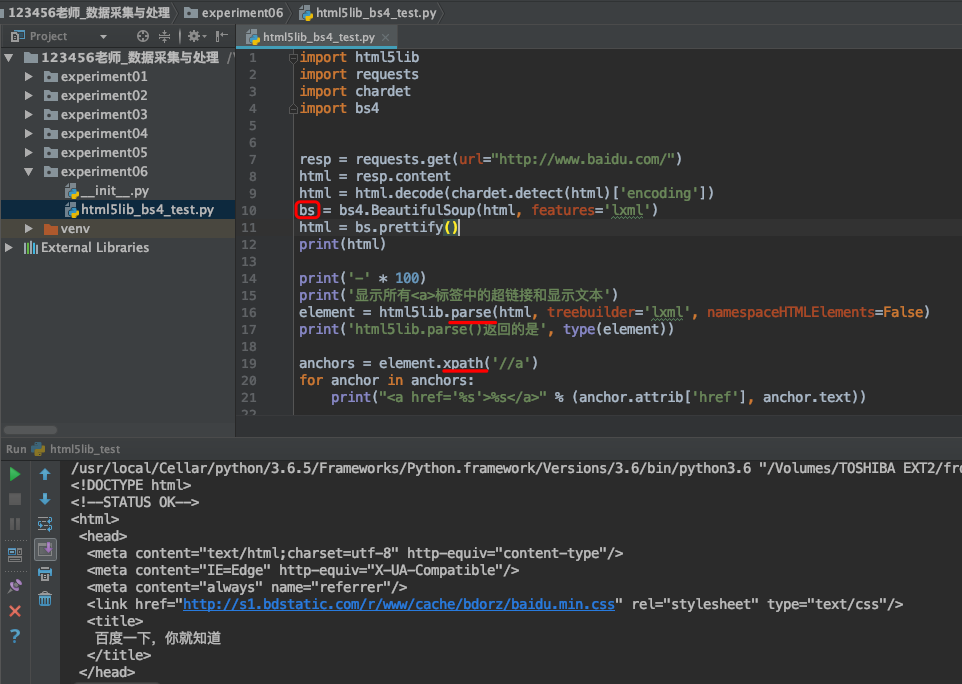 123456老师_数据采集与处理 experiment06 html5lib_bs4_test.py
Project
html5lib_bs4_test.py
123456老师_数据采集与处理
experiment01
experiment02
experiment03
experiment04
experiment05
experiment06
__init__.py
html5lib_bs4_test.py
venv
External Libraries
1 import html5lib
2 import requests
3 import chardet
4 import bs4
5
6
7 resp = requests.get(url="http://www.baidu.com/")
8 html = resp.content
9 html = html.decode(chardet.detect(html)['encoding'])
10 bs = bs4.BeautifulSoup(html, features='lxml')
11 html = bs.prettify()
12 print(html)
13
14 print('-' * 100)
15 print('显示所有<a>标签中的超链接和显示文本')
16 element = html5lib.parse(html, treebuilder='lxml', namespaceHTMLElements=False)
17 print('html5lib.parse()返回的是', type(element))
18
19 anchors = element.xpath('//a')
20 for anchor in anchors:
21 print("<a href='%s'>%s</a>" % (anchor.attrib['href'], anchor.text))
22
Run html5lib_test
/usr/local/Cellar/python/3.6.5/Frameworks/Python.framework/Versions/3.6/bin/python3.6 "/Volumes/TOSHIBA EXT2/fro
<!DOCTYPE html>
<!--STATUS OK-->
<html>
<head>
<meta content="text/html;charset=utf-8" http-equiv="content-type"/>
<meta content="IE=Edge" http-equiv="X-UA-Compatible"/>
<meta content="always" name="referrer"/>
<link href="http://s1.bdstatic.com/r/www/cache/bdorz/baidu.min.css" rel="stylesheet" type="text/css"/>
<title>
百度一下，你就知道
</title>
</head>